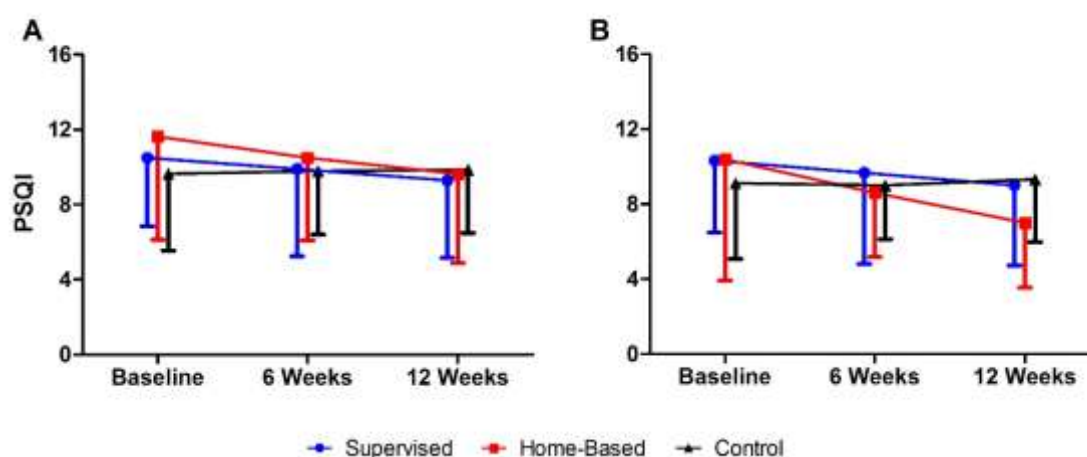 A
B
16
12
8
4
0
PSQI
Baseline
6 Weeks
12 Weeks
16
12
8
4
0
Baseline
6 Weeks
12 Weeks
Supervised
Home-Based
Control